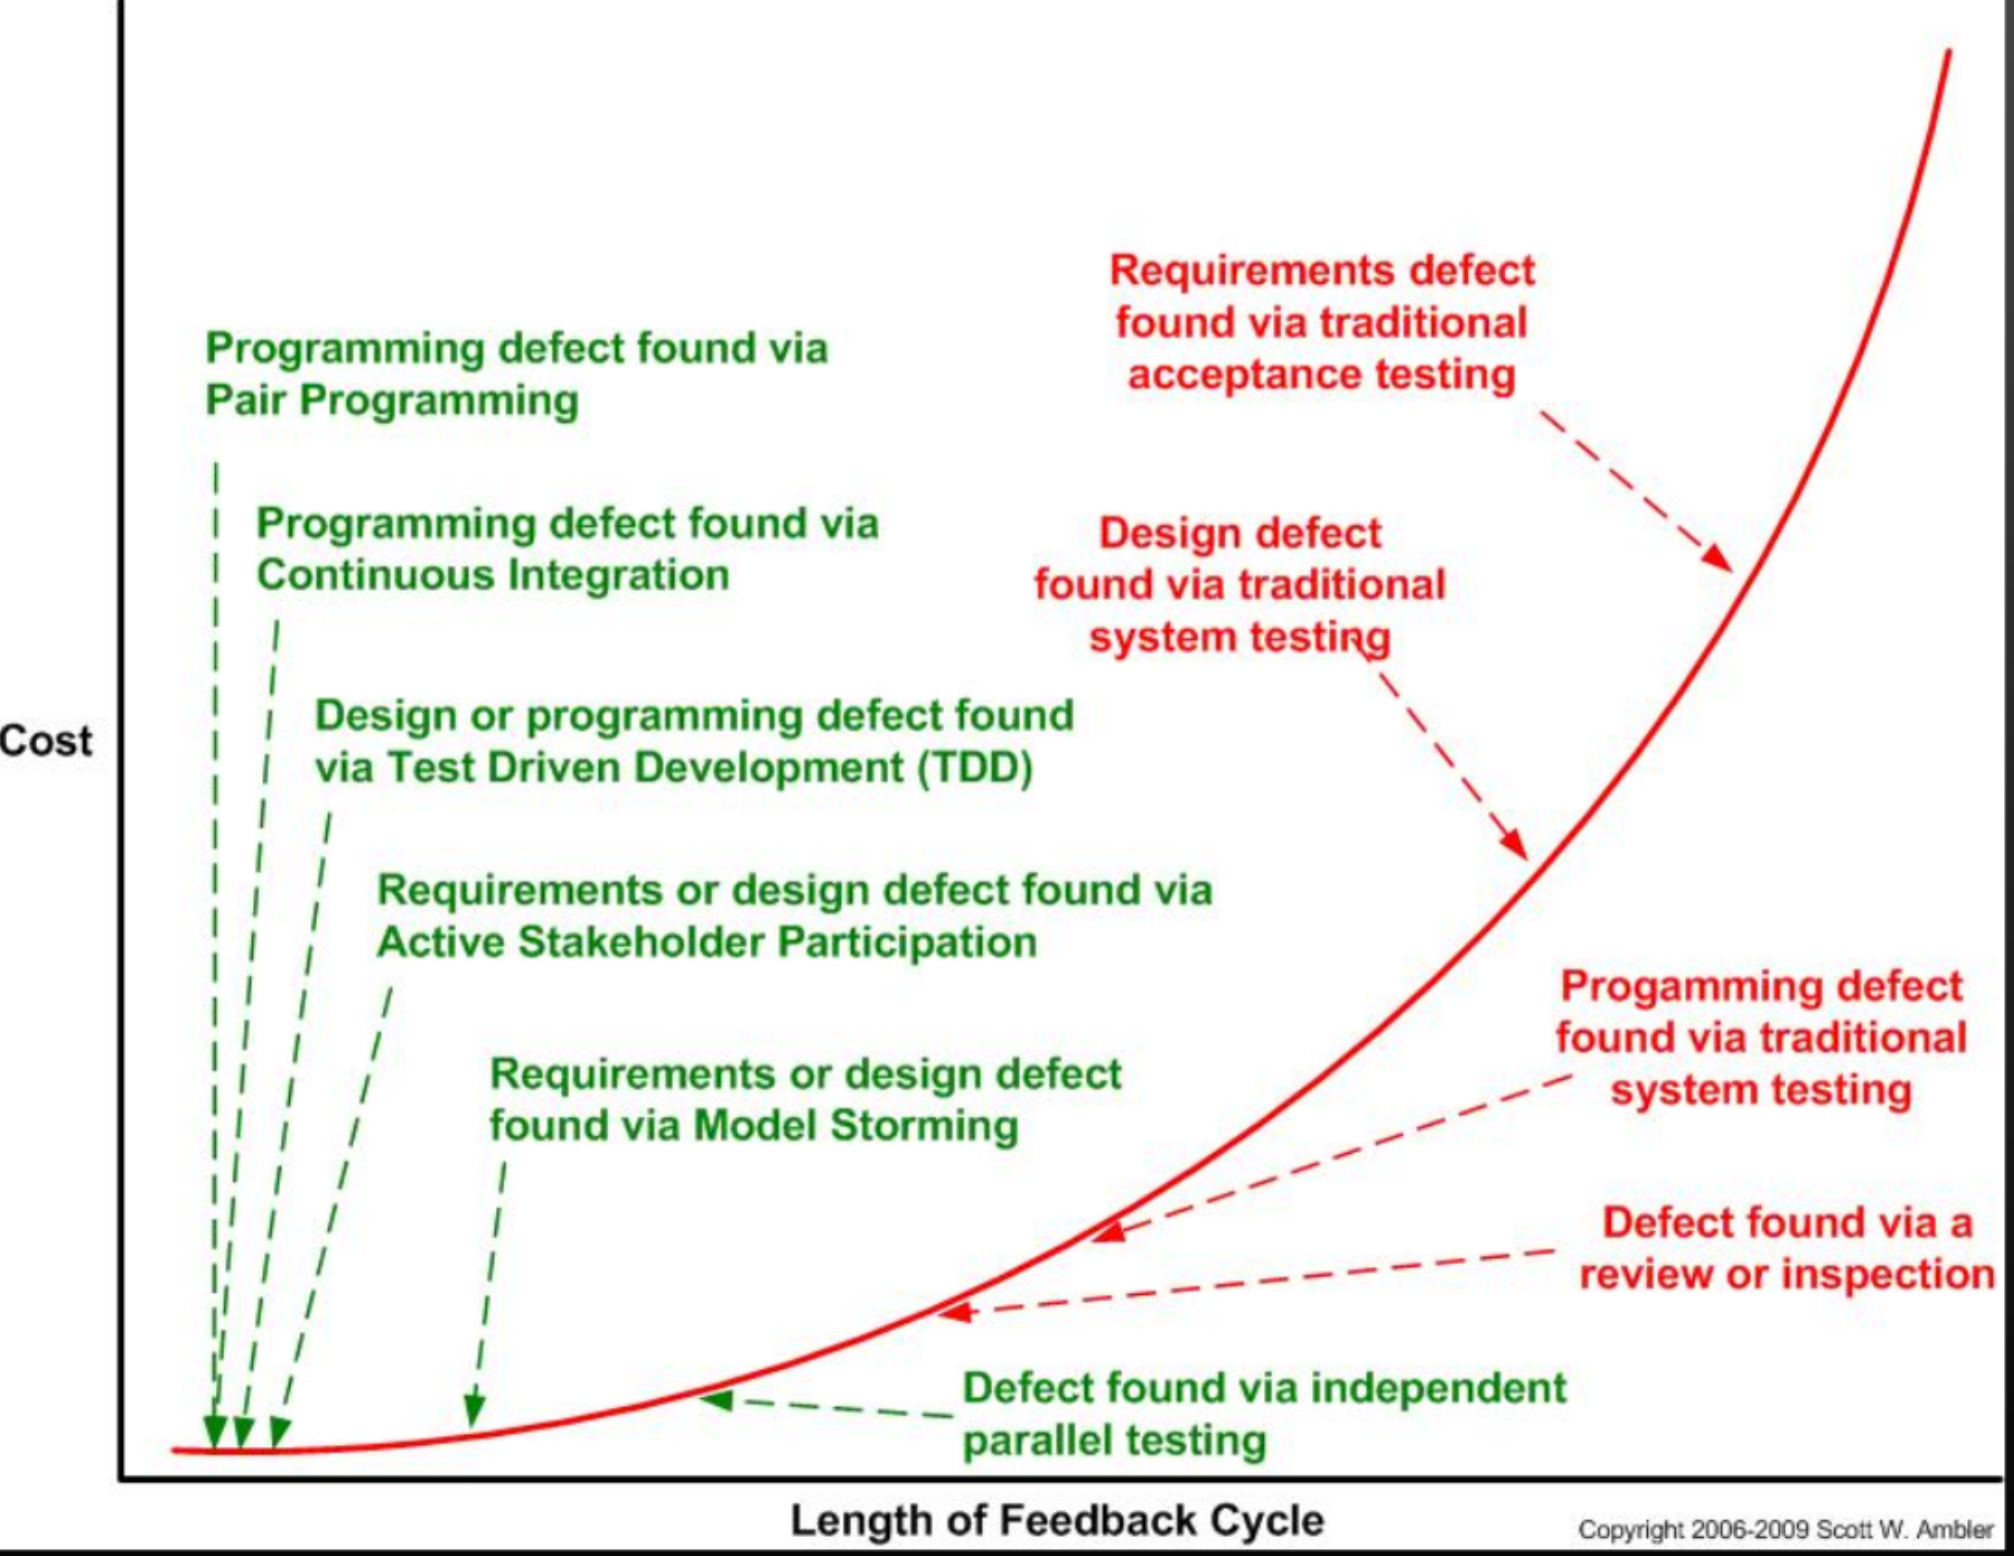 Requirements defect
found via traditional
acceptance testing
Programming defect found via
Pair Programming
Programming defect found via
Continuous Integration
Design defect
found via traditional
system testing
Design or programming defect found
via Test Driven Development (TDD)
Cost
Requirements or design defect found via
Active Stakeholder Participation
Progamming defect
found via traditional
system testing
Requirements or design defect
found via Model Storming
Defect found via a
review or inspection
Defect found via independent
parallel testing
Length of Feedback Cycle
Copyright 2006-2009 Scott W. Ambler